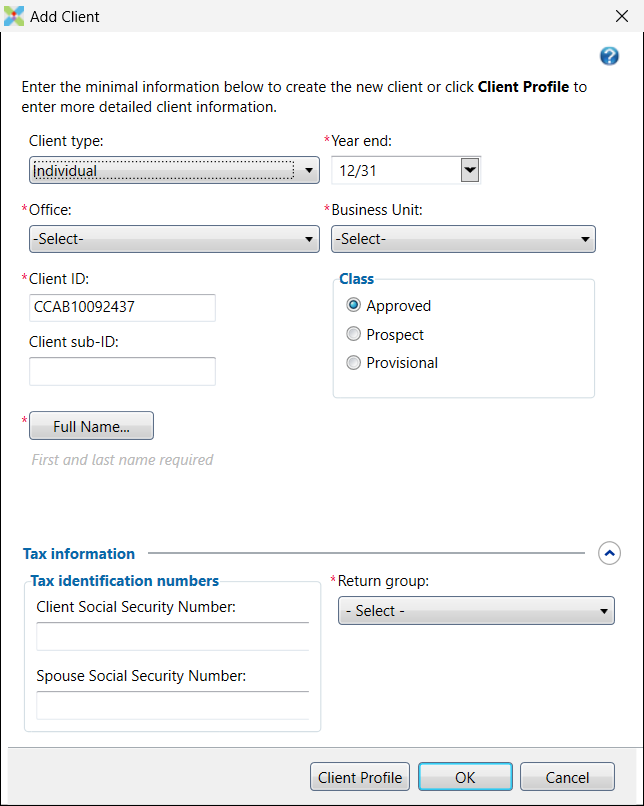 Add Client
Enter the minimal information below to create the new client or click Client Profile to
enter more detailed client information.
Client type:
Individual
*Year end:
12/31
*Office:
-Select-
*Business Unit:
-Select-
*Client ID:
CCAB10092437
Client sub-ID:
Class
Approved
Prospect
Provisional
* Full Name...
First and last name required
Tax information
Tax identification numbers
Client Social Security Number:
Spouse Social Security Number:
*Return group:
- Select -
Client Profile
OK
Cancel